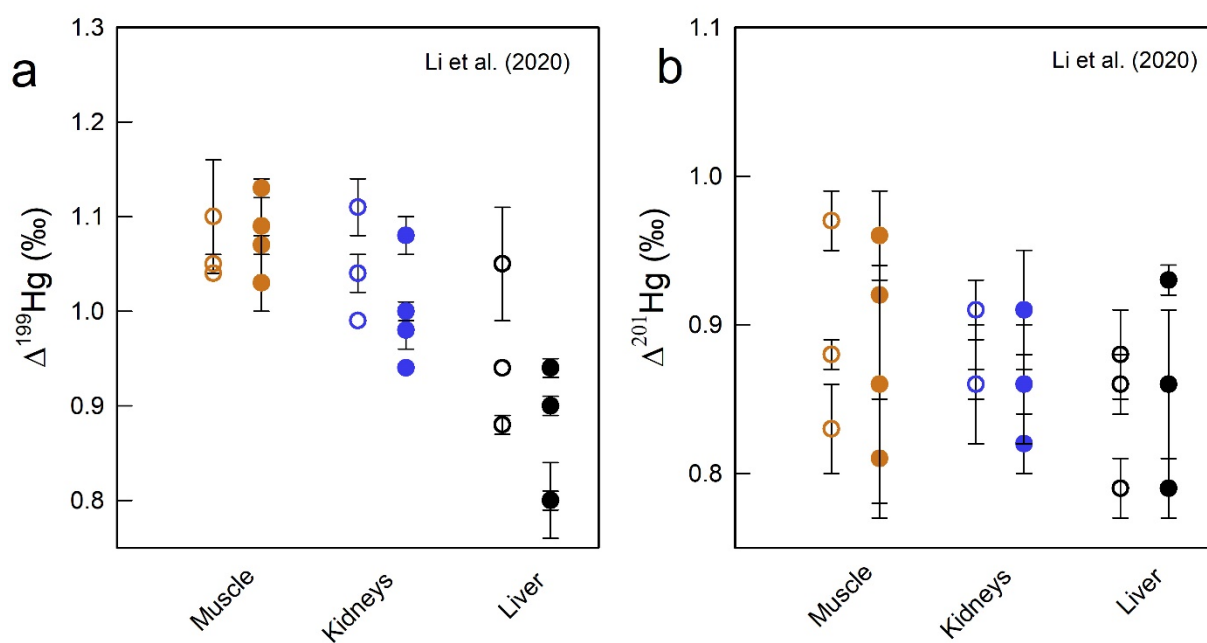 a
Li et al. (2020)
Δ¹⁹⁹Hg (‰)
1.3
1.2
1.1
1.0
0.9
0.8
Muscle
Kidneys
Liver
b
Li et al. (2020)
Δ²⁰¹Hg (‰)
1.1
1.0
0.9
0.8
Muscle
Kidneys
Liver